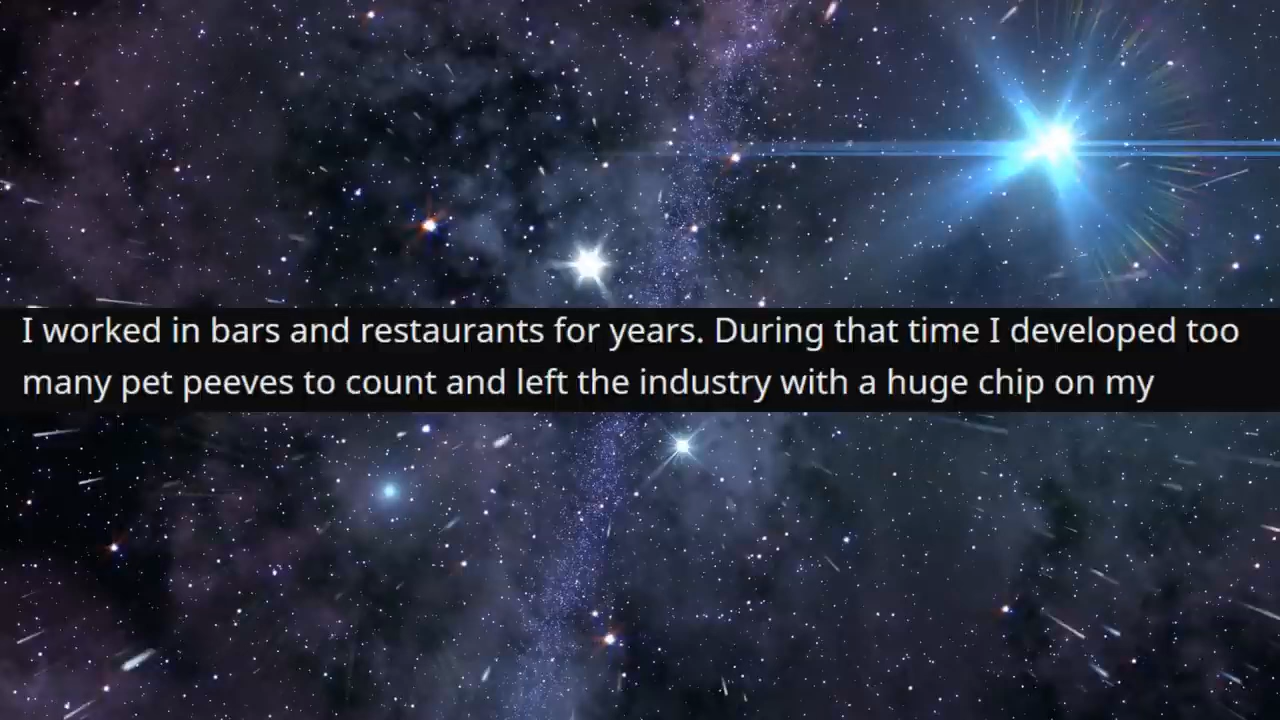 I worked in bars and restaurants for years. During that time I developed too
many pet peeves to count and left the industry with a huge chip on my